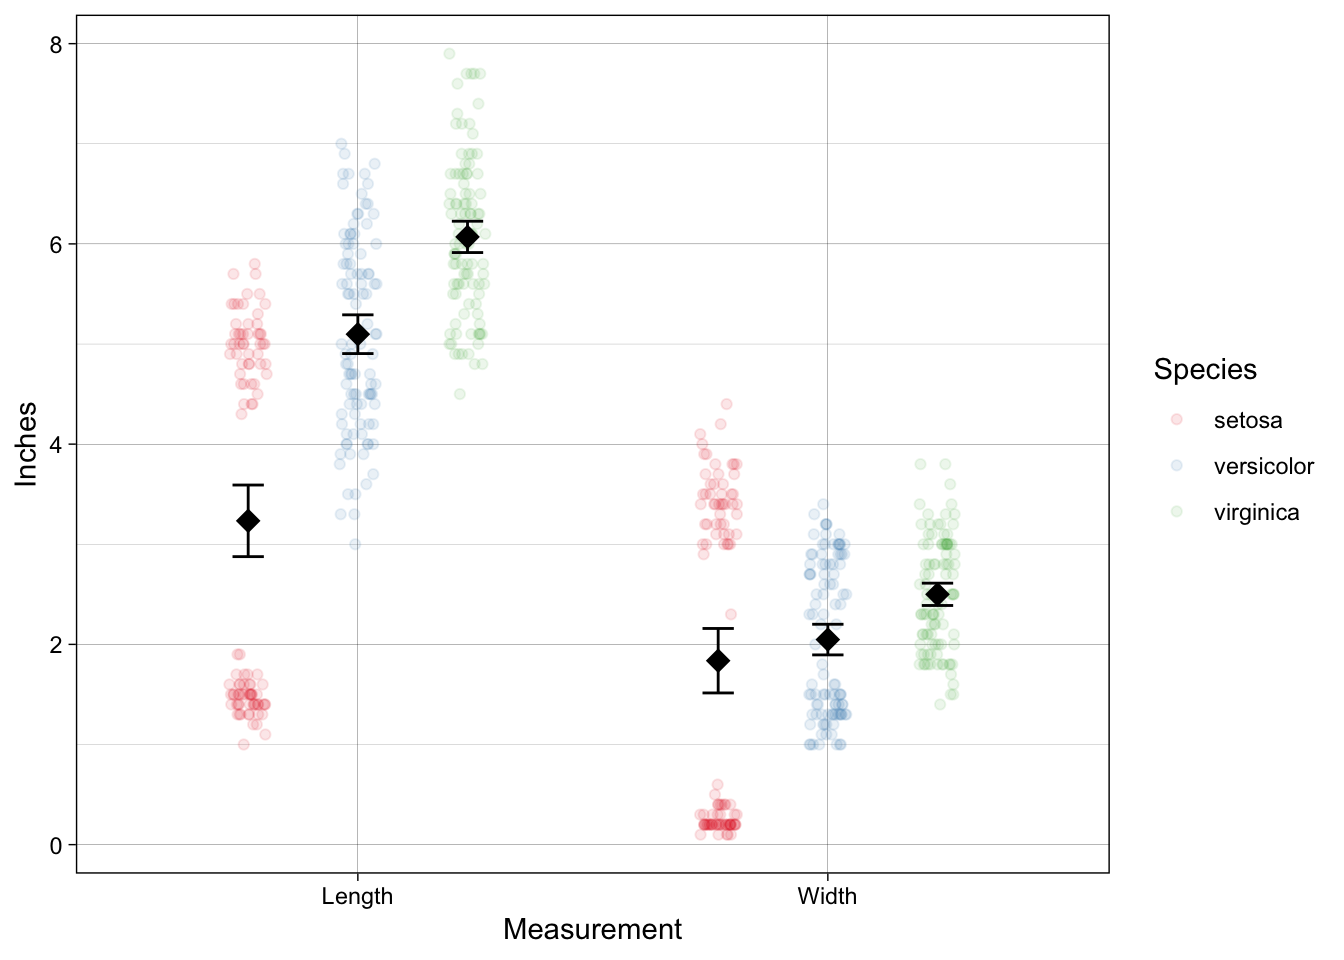 8
6
4
2
0
Inches
Length
Width
Measurement
Species
setosa
versicolor
virginica